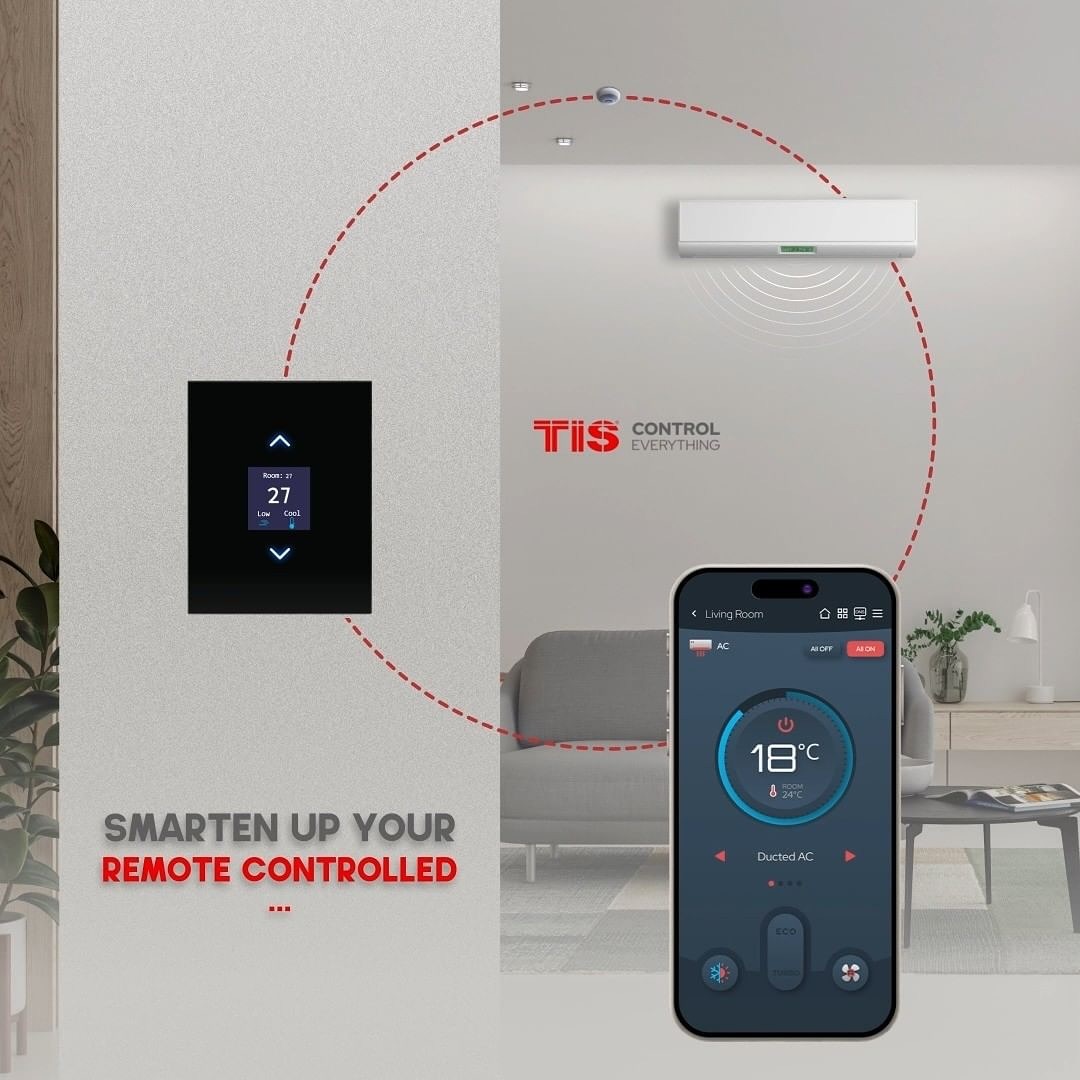 Room: 27
27
Low Cool
TIS CONTROL
EVERYTHING
SMARTEN UP YOUR
REMOTE CONTROLLED
...
Living Room
AC
All OFF All ON
18°C
ROOM
24°C
Ducted AC
ECO
TURBO